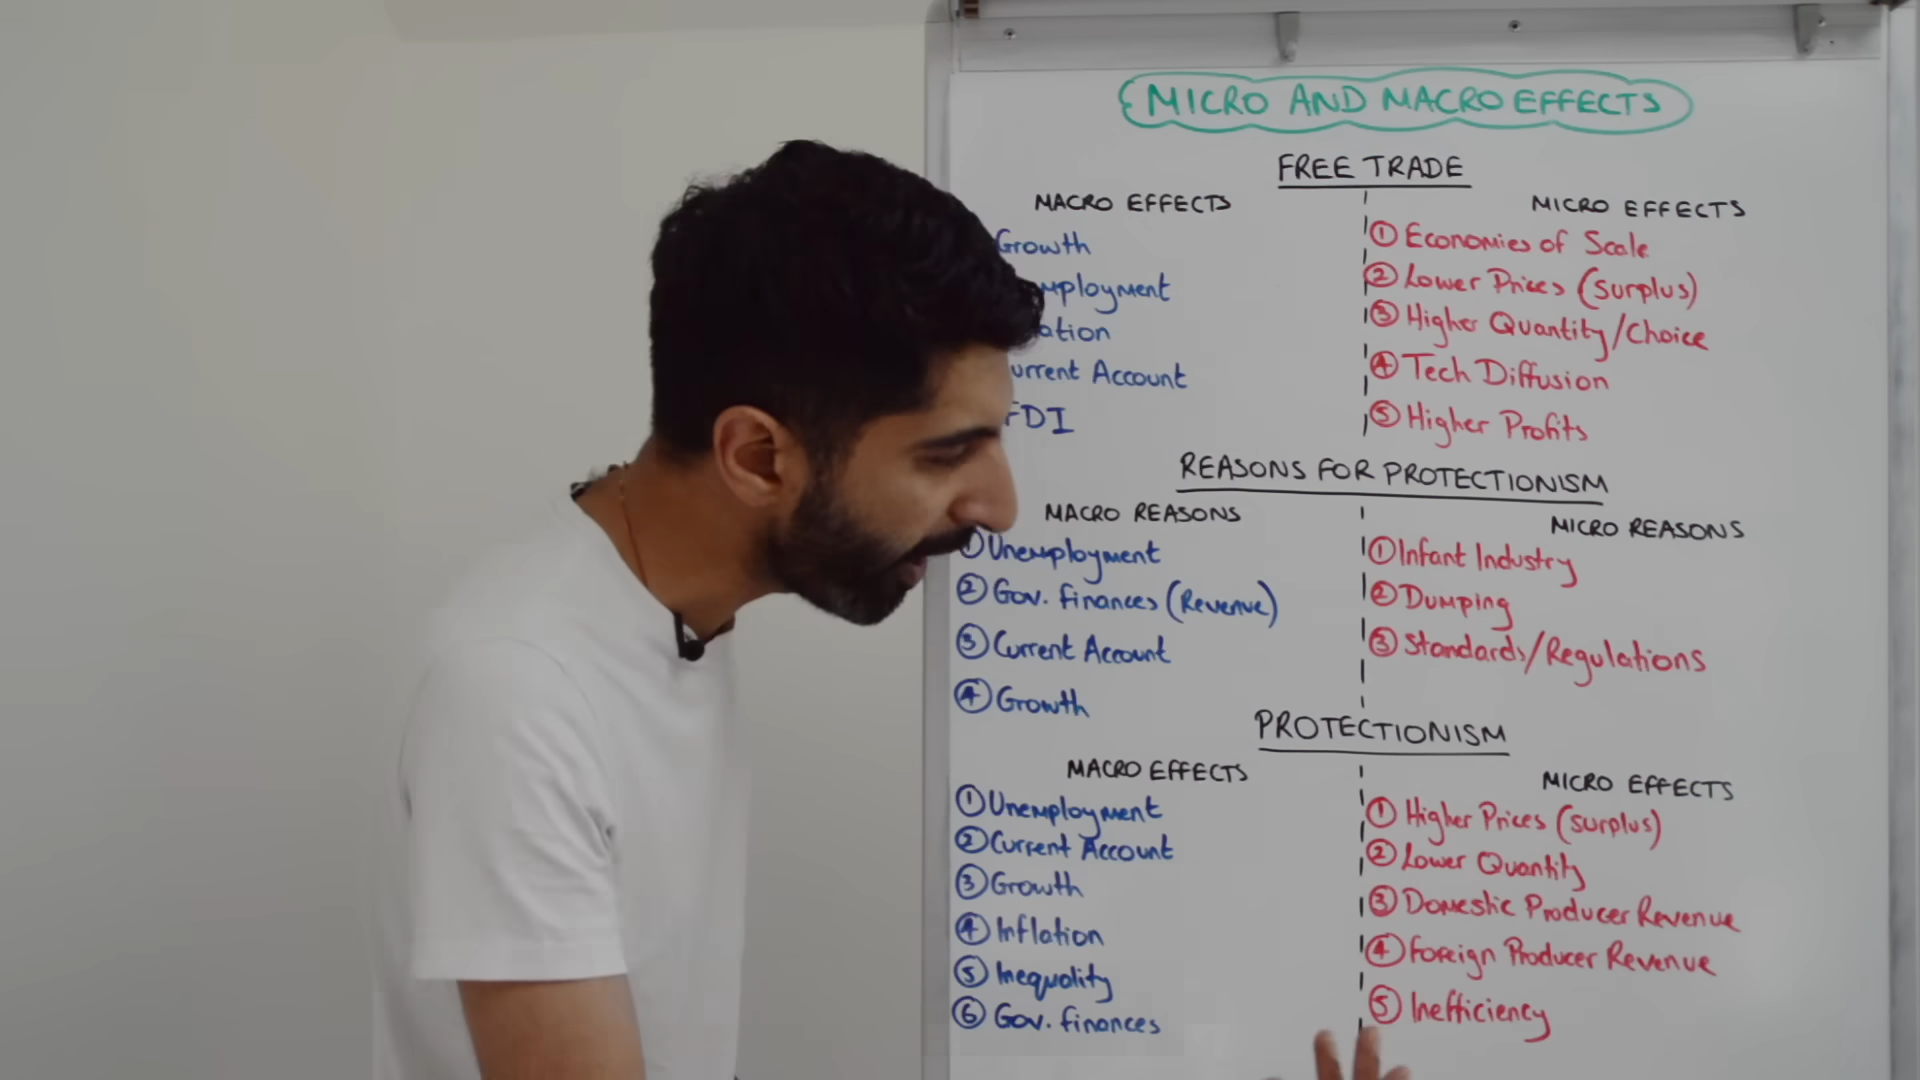 MICRO AND MACRO EFFECTS
FREE TRADE
MACRO EFFECTS
Growth
mployment
ation
urrent Account
FDI
MICRO EFFECTS
① Economies of Scale
② Lower Prices (surplus)
③ Higher Quantity/Choice
④ Tech Diffusion
⑤ Higher Profits
REASONS FOR PROTECTIONISM
MACRO REASONS
① Unemployment
② Gov. finances (Revenue)
③ Current Account
④ Growth
MICRO REASONS
① Infant Industry
② Dumping
③ Standards/Regulations
PROTECTIONISM
MACRO EFFECTS
① Unemployment
② Current Account
③ Growth
④ Inflation
⑤ Inequality
⑥ Gov. finances
MICRO EFFECTS
① Higher Prices (surplus)
② Lower Quantity
③ Domestic Producer Revenue
④ Foreign Producer Revenue
⑤ Inefficiency